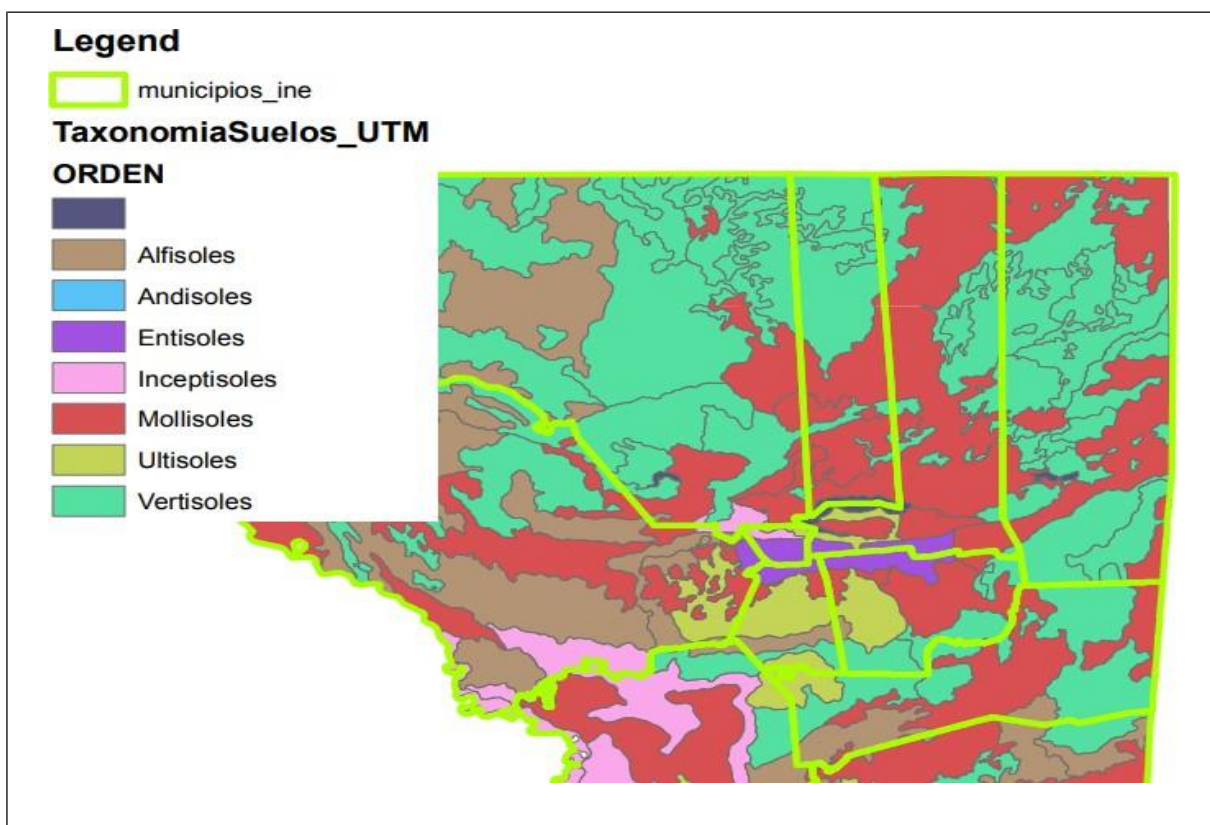 Legend
municipios_ine
TaxonomiaSuelos_UTM
ORDEN
Alfisoles
Andisoles
Entisoles
Inceptisoles
Mollisoles
Ultisoles
Vertisoles